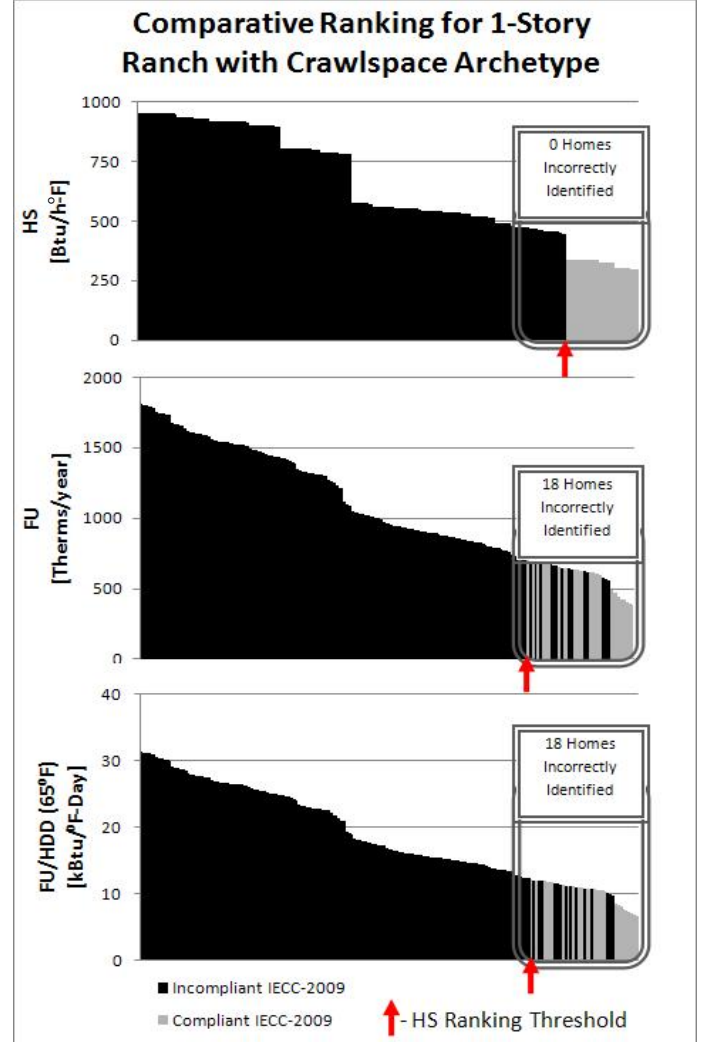 Comparative Ranking for 1-Story
Ranch with Crawlspace Archetype
HS
[Btu/h°F]
1000
750
500
250
0
0 Homes
Incorrectly
Identified
FU
[Therms/year]
2000
1500
1000
500
0
18 Homes
Incorrectly
Identified
FU/HDD (65ºF)
[kBtu/ºF-Day]
40
30
20
10
0
18 Homes
Incorrectly
Identified
Incompliant IECC-2009
Compliant IECC-2009
- HS Ranking Threshold